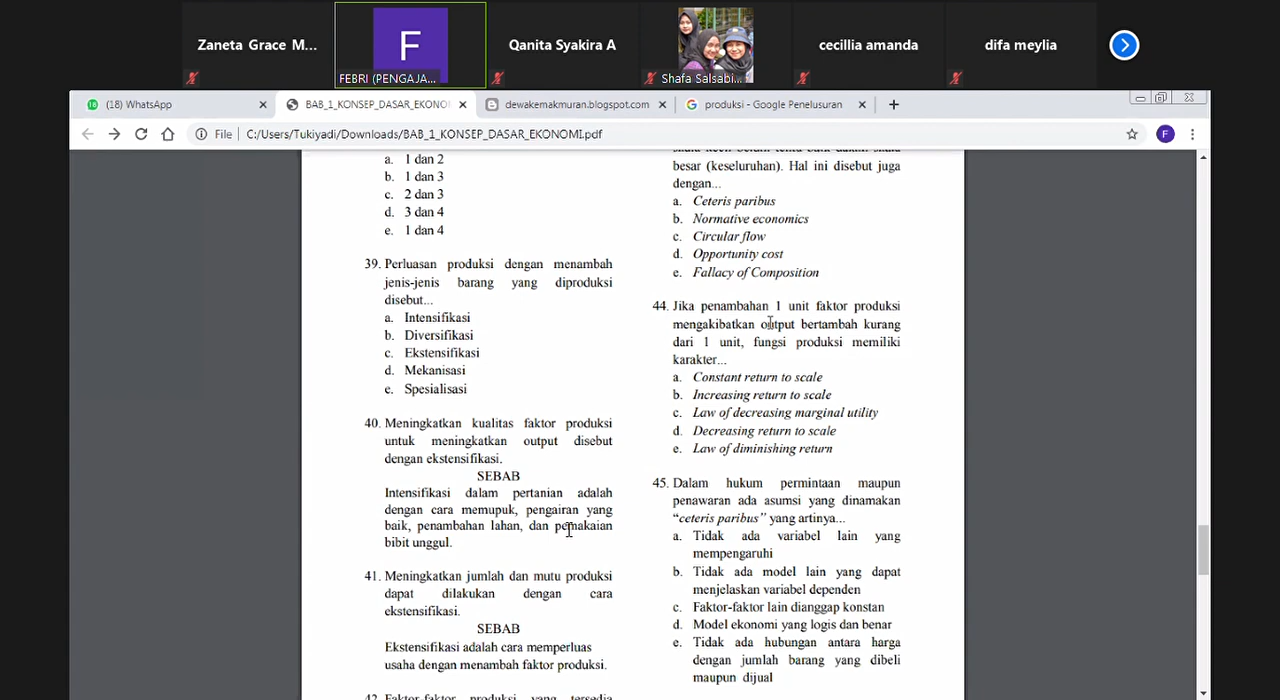 Zaneta Grace M...
F
FEBRI (PENGAJA...
Qanita Syakira A
Shafa Salsabi...
cecillia amanda
difa meylia
(18) WhatsApp
BAB_1_KONSEP_DASAR_EKONO
dewakemakmuran.blogspot.com
produksi - Google Penelusuran
File
C:/Users/Tukiyadi/Downloads/BAB_1_KONSEP_DASAR_EKONOMI.pdf
F
a. 1 dan 2
b. 1 dan 3
c. 2 dan 3
d. 3 dan 4
e. 1 dan 4
39. Perluasan produksi dengan menambah
jenis-jenis barang yang diproduksi
disebut...
a. Intensifikasi
b. Diversifikasi
c. Ekstensifikasi
d. Mekanisasi
e. Spesialisasi
40. Meningkatkan kualitas faktor produksi
untuk meningkatkan output disebut
dengan ekstensifikasi.
SEBAB
Intensifikasi dalam pertanian adalah
dengan cara memupuk, pengairan yang
baik, penambahan lahan, dan pemakaian
bibit unggul.
41. Meningkatkan jumlah dan mutu produksi
dapat dilakukan dengan cara
ekstensifikasi.
SEBAB
Ekstensifikasi adalah cara memperluas
usaha dengan menambah faktor produksi.
42. Faktor-faktor produksi yang tersedia
besar (keseluruhan). Hal ini disebut juga
dengan...
a. Ceteris paribus
b. Normative economics
c. Circular flow
d. Opportunity cost
e. Fallacy of Composition
44. Jika penambahan 1 unit faktor produksi
mengakibatkan output bertambah kurang
dari 1 unit, fungsi produksi memiliki
karakter...
a. Constant return to scale
b. Increasing return to scale
c. Law of decreasing marginal utility
d. Decreasing return to scale
e. Law of diminishing return
45. Dalam hukum permintaan maupun
penawaran ada asumsi yang dinamakan
“ceteris paribus” yang artinya...
a. Tidak ada variabel lain yang
mempengaruhi
b. Tidak ada model lain yang dapat
menjelaskan variabel dependen
c. Faktor-faktor lain dianggap konstan
d. Model ekonomi yang logis dan benar
e. Tidak ada hubungan antara harga
dengan jumlah barang yang dibeli
maupun dijual